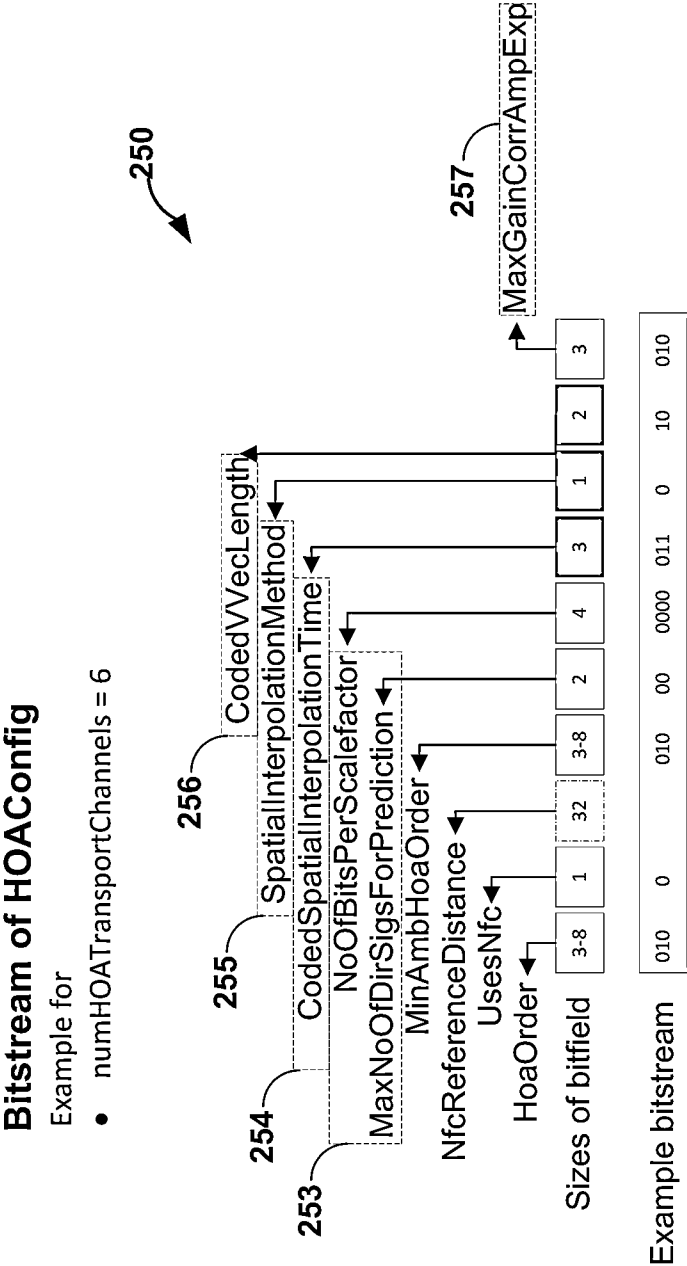 Bitstream of HOAConfig
Example for
• numHOATransportChannels = 6
250
256
CodedVVecLength
255
SpatialInterpolationMethod
254
CodedSpatialInterpolationTime
253
NoOfBitsPerScalefactor
MaxNoOfDirSigsForPrediction
MinAmbHoaOrder
NfcReferenceDistance
UsesNfc
HoaOrder
257
MaxGainCorrAmpExp
Sizes of bitfield 3-8 1 32 3-8 2 4 3 1 2 3
Example bitstream 010 0 010 00 0000 011 0 10 010